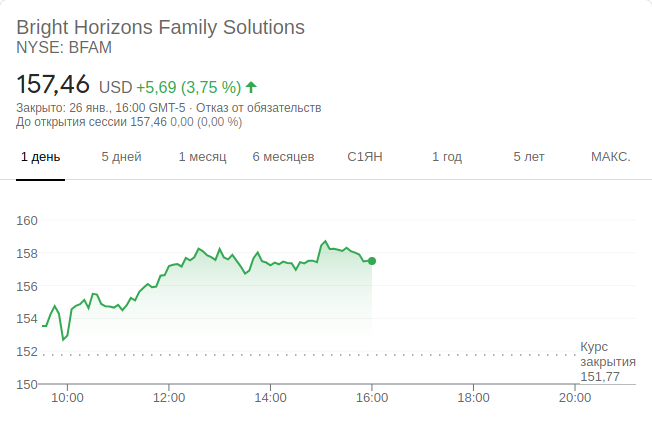 Bright Horizons Family Solutions
NYSE: BFAM
157,46 USD +5,69 (3,75 %)
Закрыто: 26 янв., 16:00 GMT-5 · Отказ от обязательств
До открытия сессии 157,46 0,00 (0,00 %)
1 день 5 дней 1 месяц 6 месяцев С1ЯН 1 год 5 лет МАКС.
160
158
156
154
152
150
Курс
закрытия
151,77
10:00 12:00 14:00 16:00 18:00 20:00